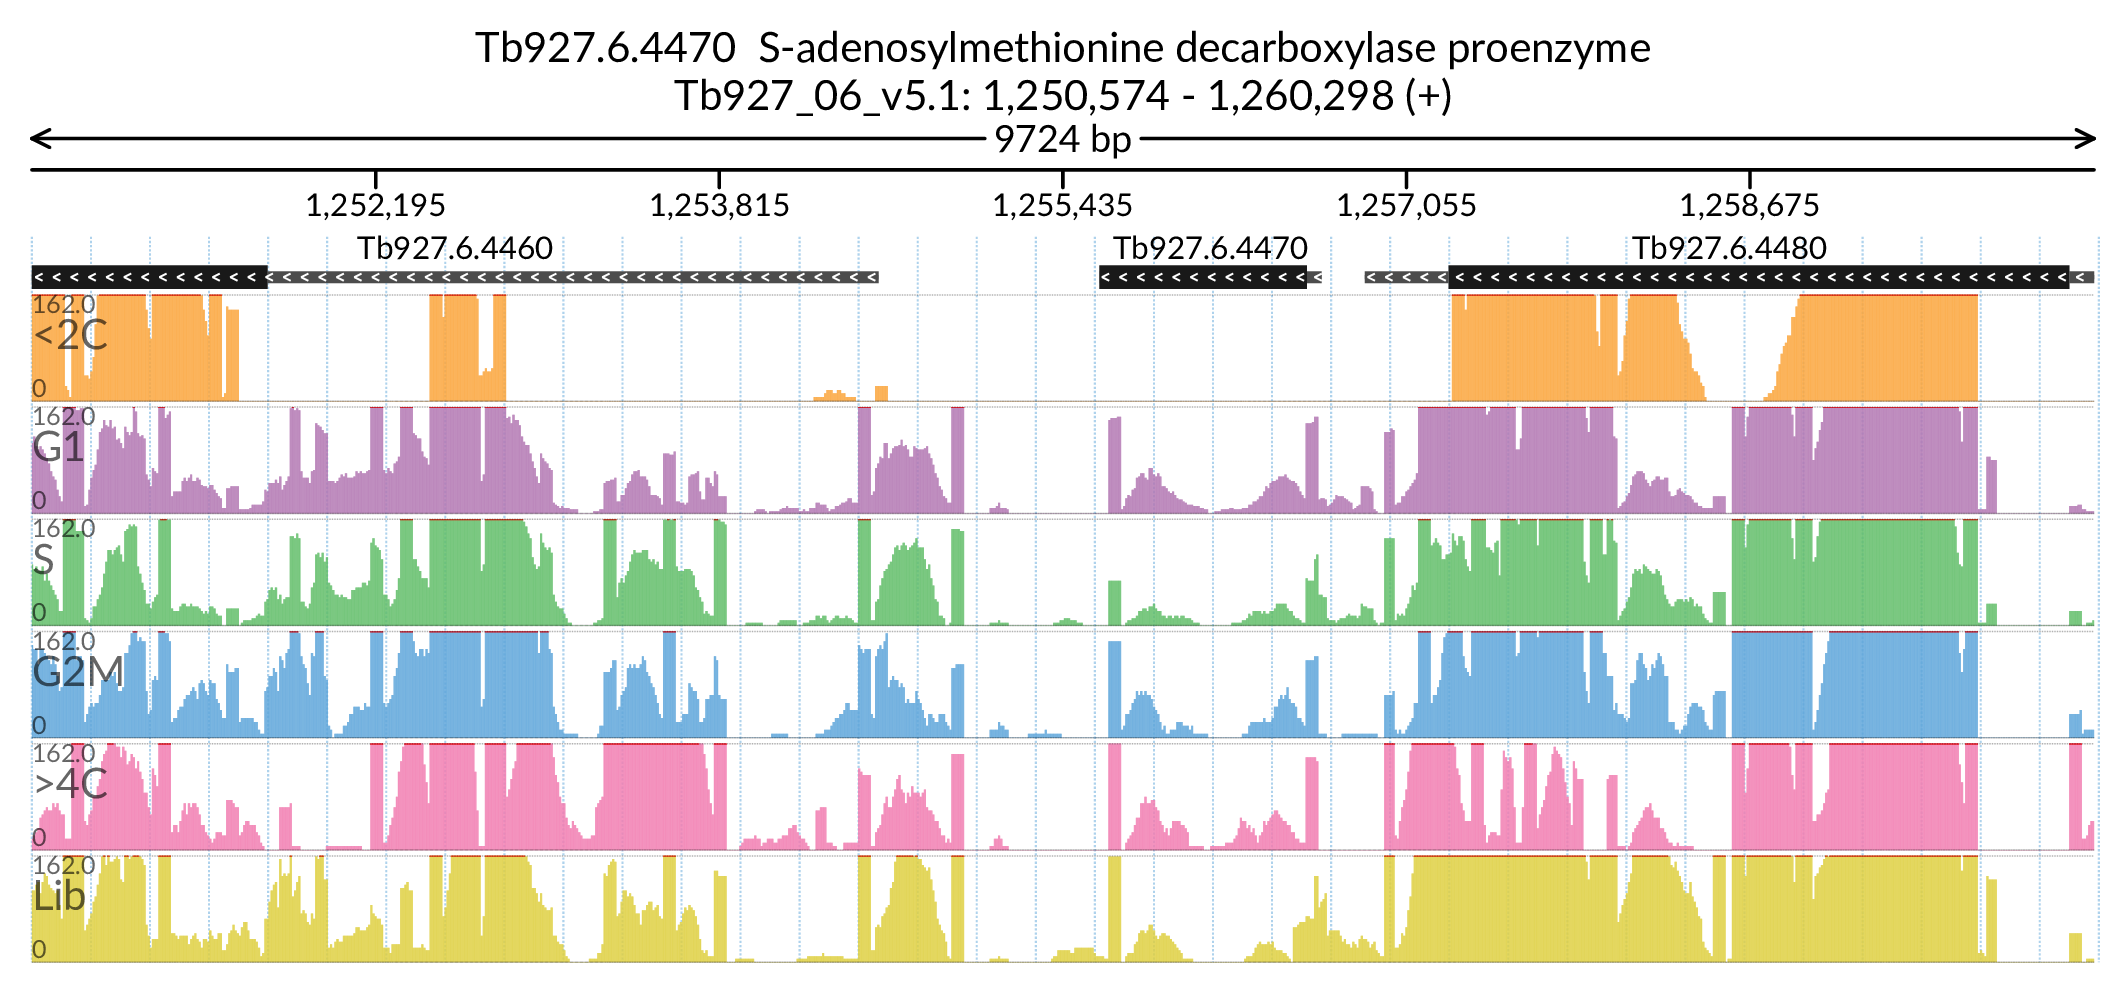 Tb927.6.4470  S-adenosylmethionine decarboxylase proenzyme
Tb927_06_v5.1: 1,250,574 - 1,260,298 (+)
9724 bp
1,252,195 1,253,815 1,255,435 1,257,055 1,258,675
Tb927.6.4460 Tb927.6.4470 Tb927.6.4480
162.0
<2C
0
162.0
G1
0
162.0
S
0
162.0
G2M
0
162.0
>4C
0
162.0
Lib
0